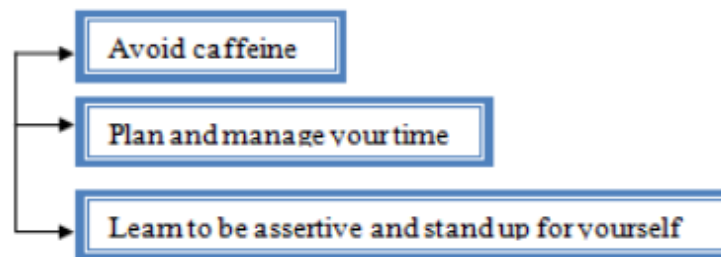 Avoid caffeine
Plan and manage your time
Learn to be assertive and stand up for yourself